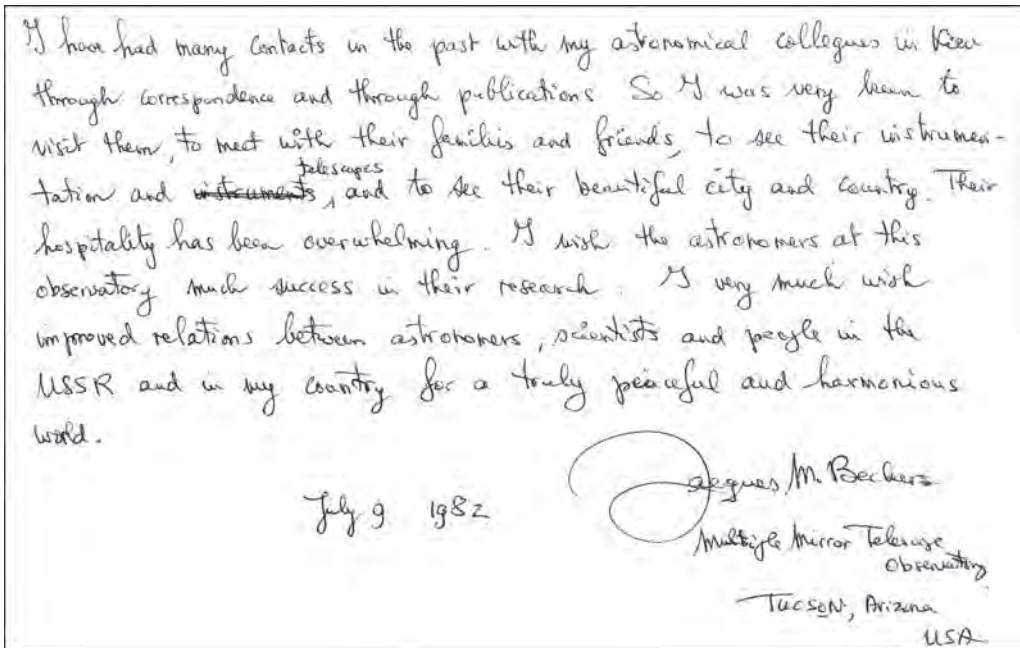 I have had many contacts in the past with my astronomical collegues in Kiev
through correspondence and through publications So I was very keen to
visit them, to meet with their familis and friends, to see their instrumen-
tation and instruments, telescopes and to see their beautiful city and country. Their
hospitality has been overwhelming. I wish the astronomers at this
observatory much success in their research. I very much wish
improved relations between astronomers, scientists and people in the
USSR and in my country for a truly peaceful and harmonious
world.
July 9 1982
Jacques M. Beckers
Multiple Mirror Telescope
Observatory
Tucson, Arizona
USA